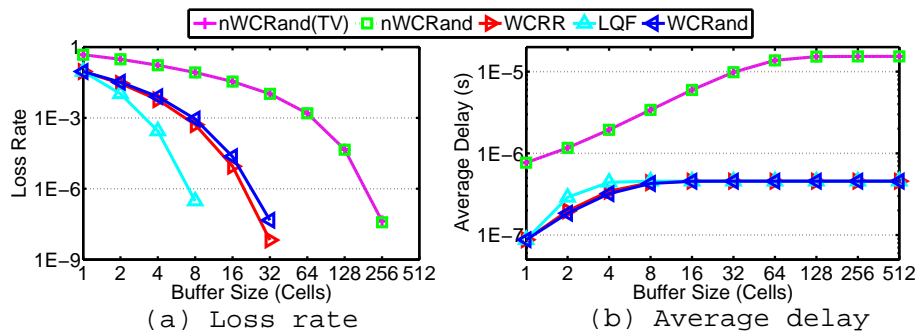 nWCRand(TV) nWCRand WCRR LQF WCRand
1
1E−3
1E−6
1E−9
Loss Rate
1 2 4 8 16 32 64 128 256 512
Buffer Size (Cells)
(a) Loss rate
1E−5
1E−6
1E−7
Average Delay (s)
1 2 4 8 16 32 64 128 256 512
Buffer Size (Cells)
(b) Average delay